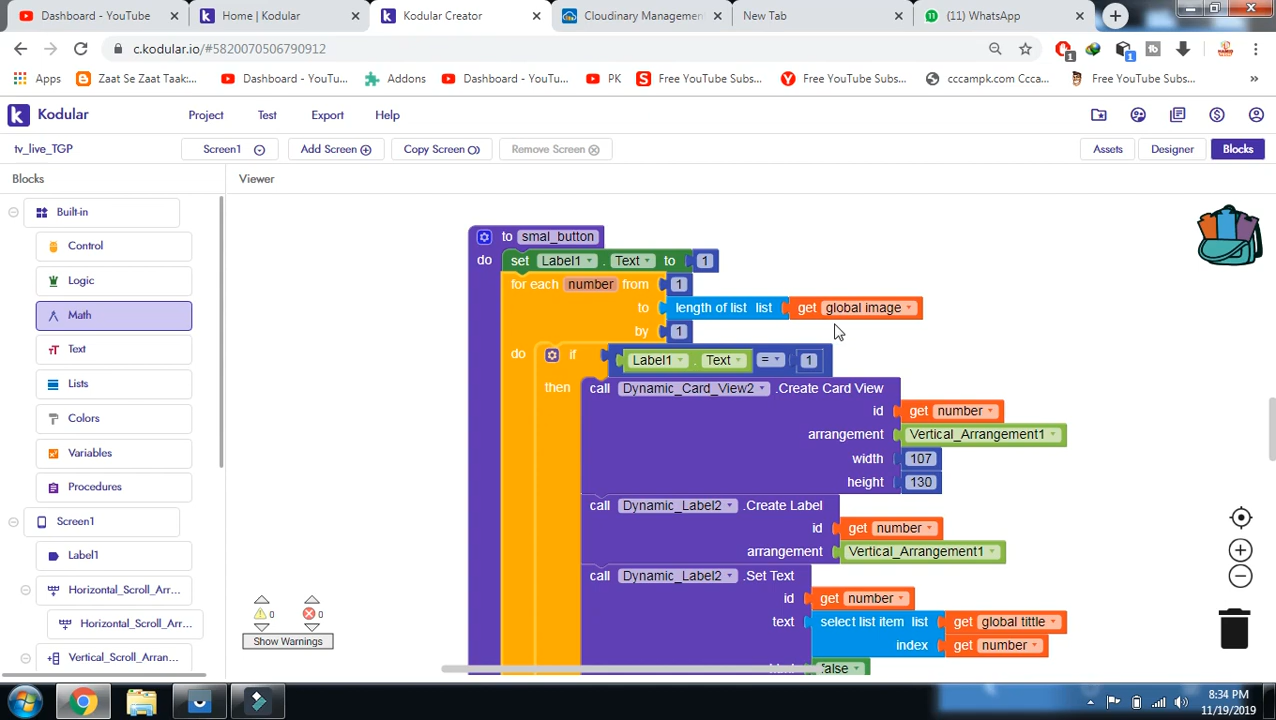 Dashboard - YouTube
Home | Kodular
Kodular Creator
Cloudinary Management
New Tab
(11) WhatsApp
c.kodular.io/#5820070506790912
1
1
Apps
Zaat Se Zaat Taak:...
Dashboard - YouTu...
Addons
Dashboard - YouTu...
PK
Free YouTube Subs...
Free YouTube Subs...
cccampk.com Ccca...
Free YouTube Subs...
»
Kodular
Project
Test
Export
Help
tv_live_TGP
Screen1
Add Screen
Copy Screen
Remove Screen
Assets
Designer
Blocks
Blocks
Viewer
Built-in
Control
Logic
Math
Text
Lists
Colors
Variables
Procedures
Screen1
Label1
Horizontal_Scroll_Arr...
Horizontal_Scroll_Arr...
Vertical_Scroll_Arran...
to smal_button
do set Label1 . Text to 1
for each number from 1
to length of list list get global image
by 1
do if Label1 . Text = 1
then call Dynamic_Card_View2 .Create Card View
id get number
arrangement Vertical_Arrangement1
width 107
height 130
call Dynamic_Label2 .Create Label
id get number
arrangement Vertical_Arrangement1
call Dynamic_Label2 .Set Text
id get number
text select list item list get global tittle
index get number
false
0 0
Show Warnings
8:34 PM
11/19/2019